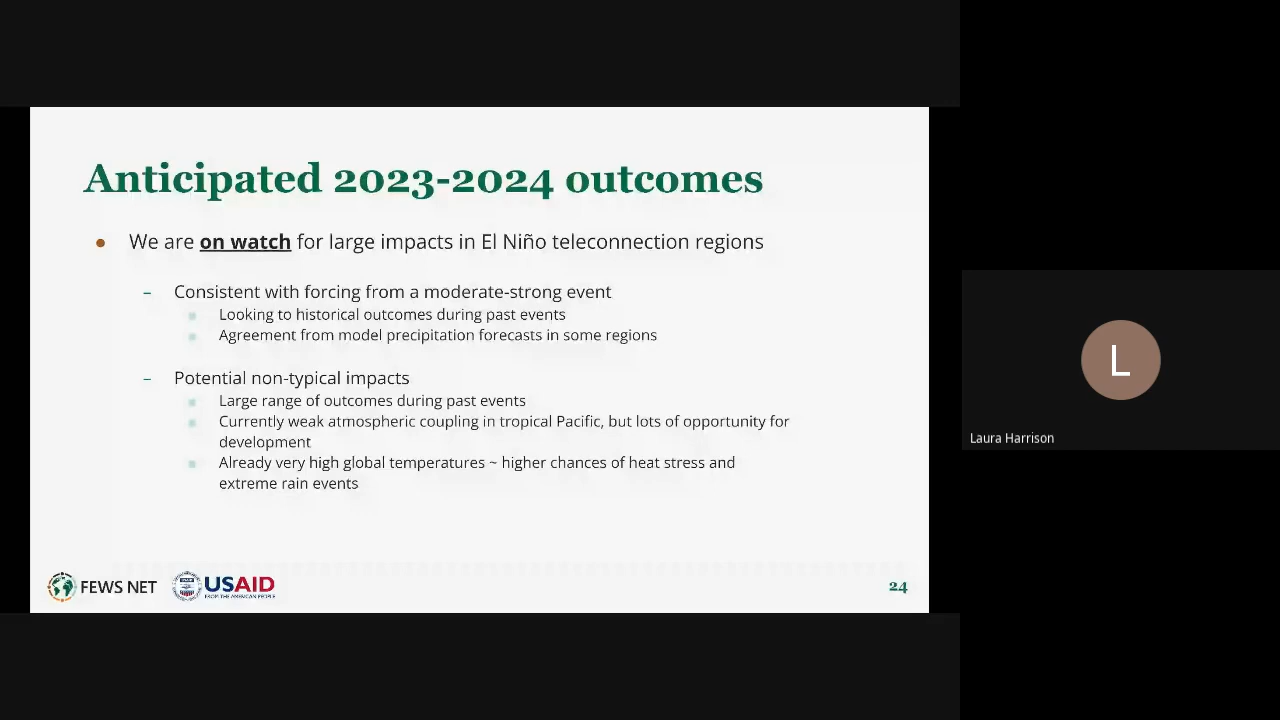 Anticipated 2023-2024 outcomes
We are on watch for large impacts in El Niño teleconnection regions
Consistent with forcing from a moderate-strong event
Looking to historical outcomes during past events
Agreement from model precipitation forecasts in some regions
Potential non-typical impacts
Large range of outcomes during past events
Currently weak atmospheric coupling in tropical Pacific, but lots of opportunity for
development
Already very high global temperatures ~ higher chances of heat stress and
extreme rain events
FEWS NET
USAID
FROM THE AMERICAN PEOPLE
24
L
Laura Harrison